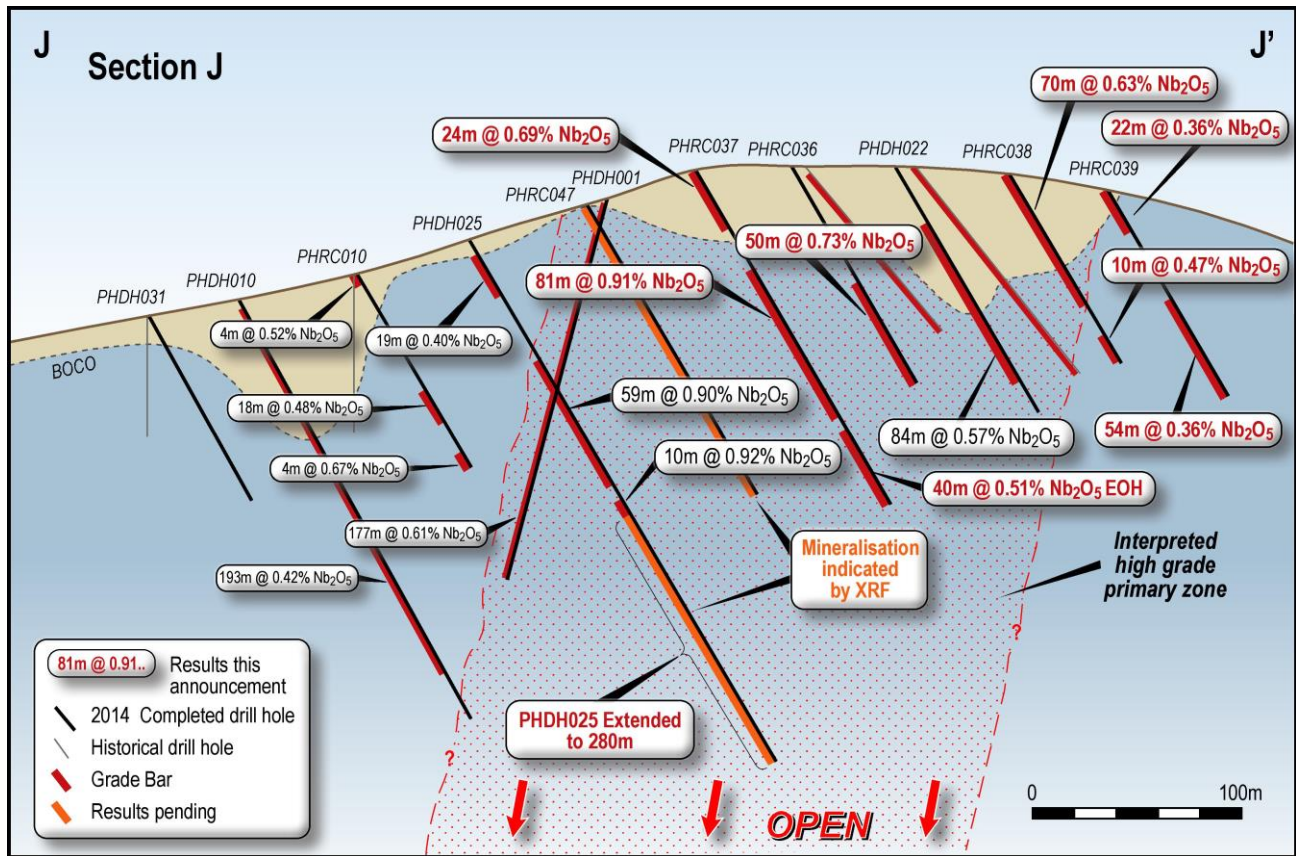 J
J'
Section J
70m @ 0.63% Nb₂O₅
24m @ 0.69% Nb₂O₅
22m @ 0.36% Nb₂O₅
PHRC037
PHRC036
PHDH022
PHRC038
PHRC039
PHDH001
PHRC047
PHDH025
PHRC010
PHDH010
PHDH031
50m @ 0.73% Nb₂O₅
10m @ 0.47% Nb₂O₅
81m @ 0.91% Nb₂O₅
4m @ 0.52% Nb₂O₅
19m @ 0.40% Nb₂O₅
BOCO
59m @ 0.90% Nb₂O₅
18m @ 0.48% Nb₂O₅
84m @ 0.57% Nb₂O₅
54m @ 0.36% Nb₂O₅
10m @ 0.92% Nb₂O₅
4m @ 0.67% Nb₂O₅
40m @ 0.51% Nb₂O₅ EOH
177m @ 0.61% Nb₂O₅
193m @ 0.42% Nb₂O₅
Mineralisation
indicated
by XRF
Interpreted
high grade
primary zone
?
?
PHDH025 Extended
to 280m
81m @ 0.91..
Results this
announcement
2014 Completed drill hole
Historical drill hole
Grade Bar
Results pending
OPEN
0
100m